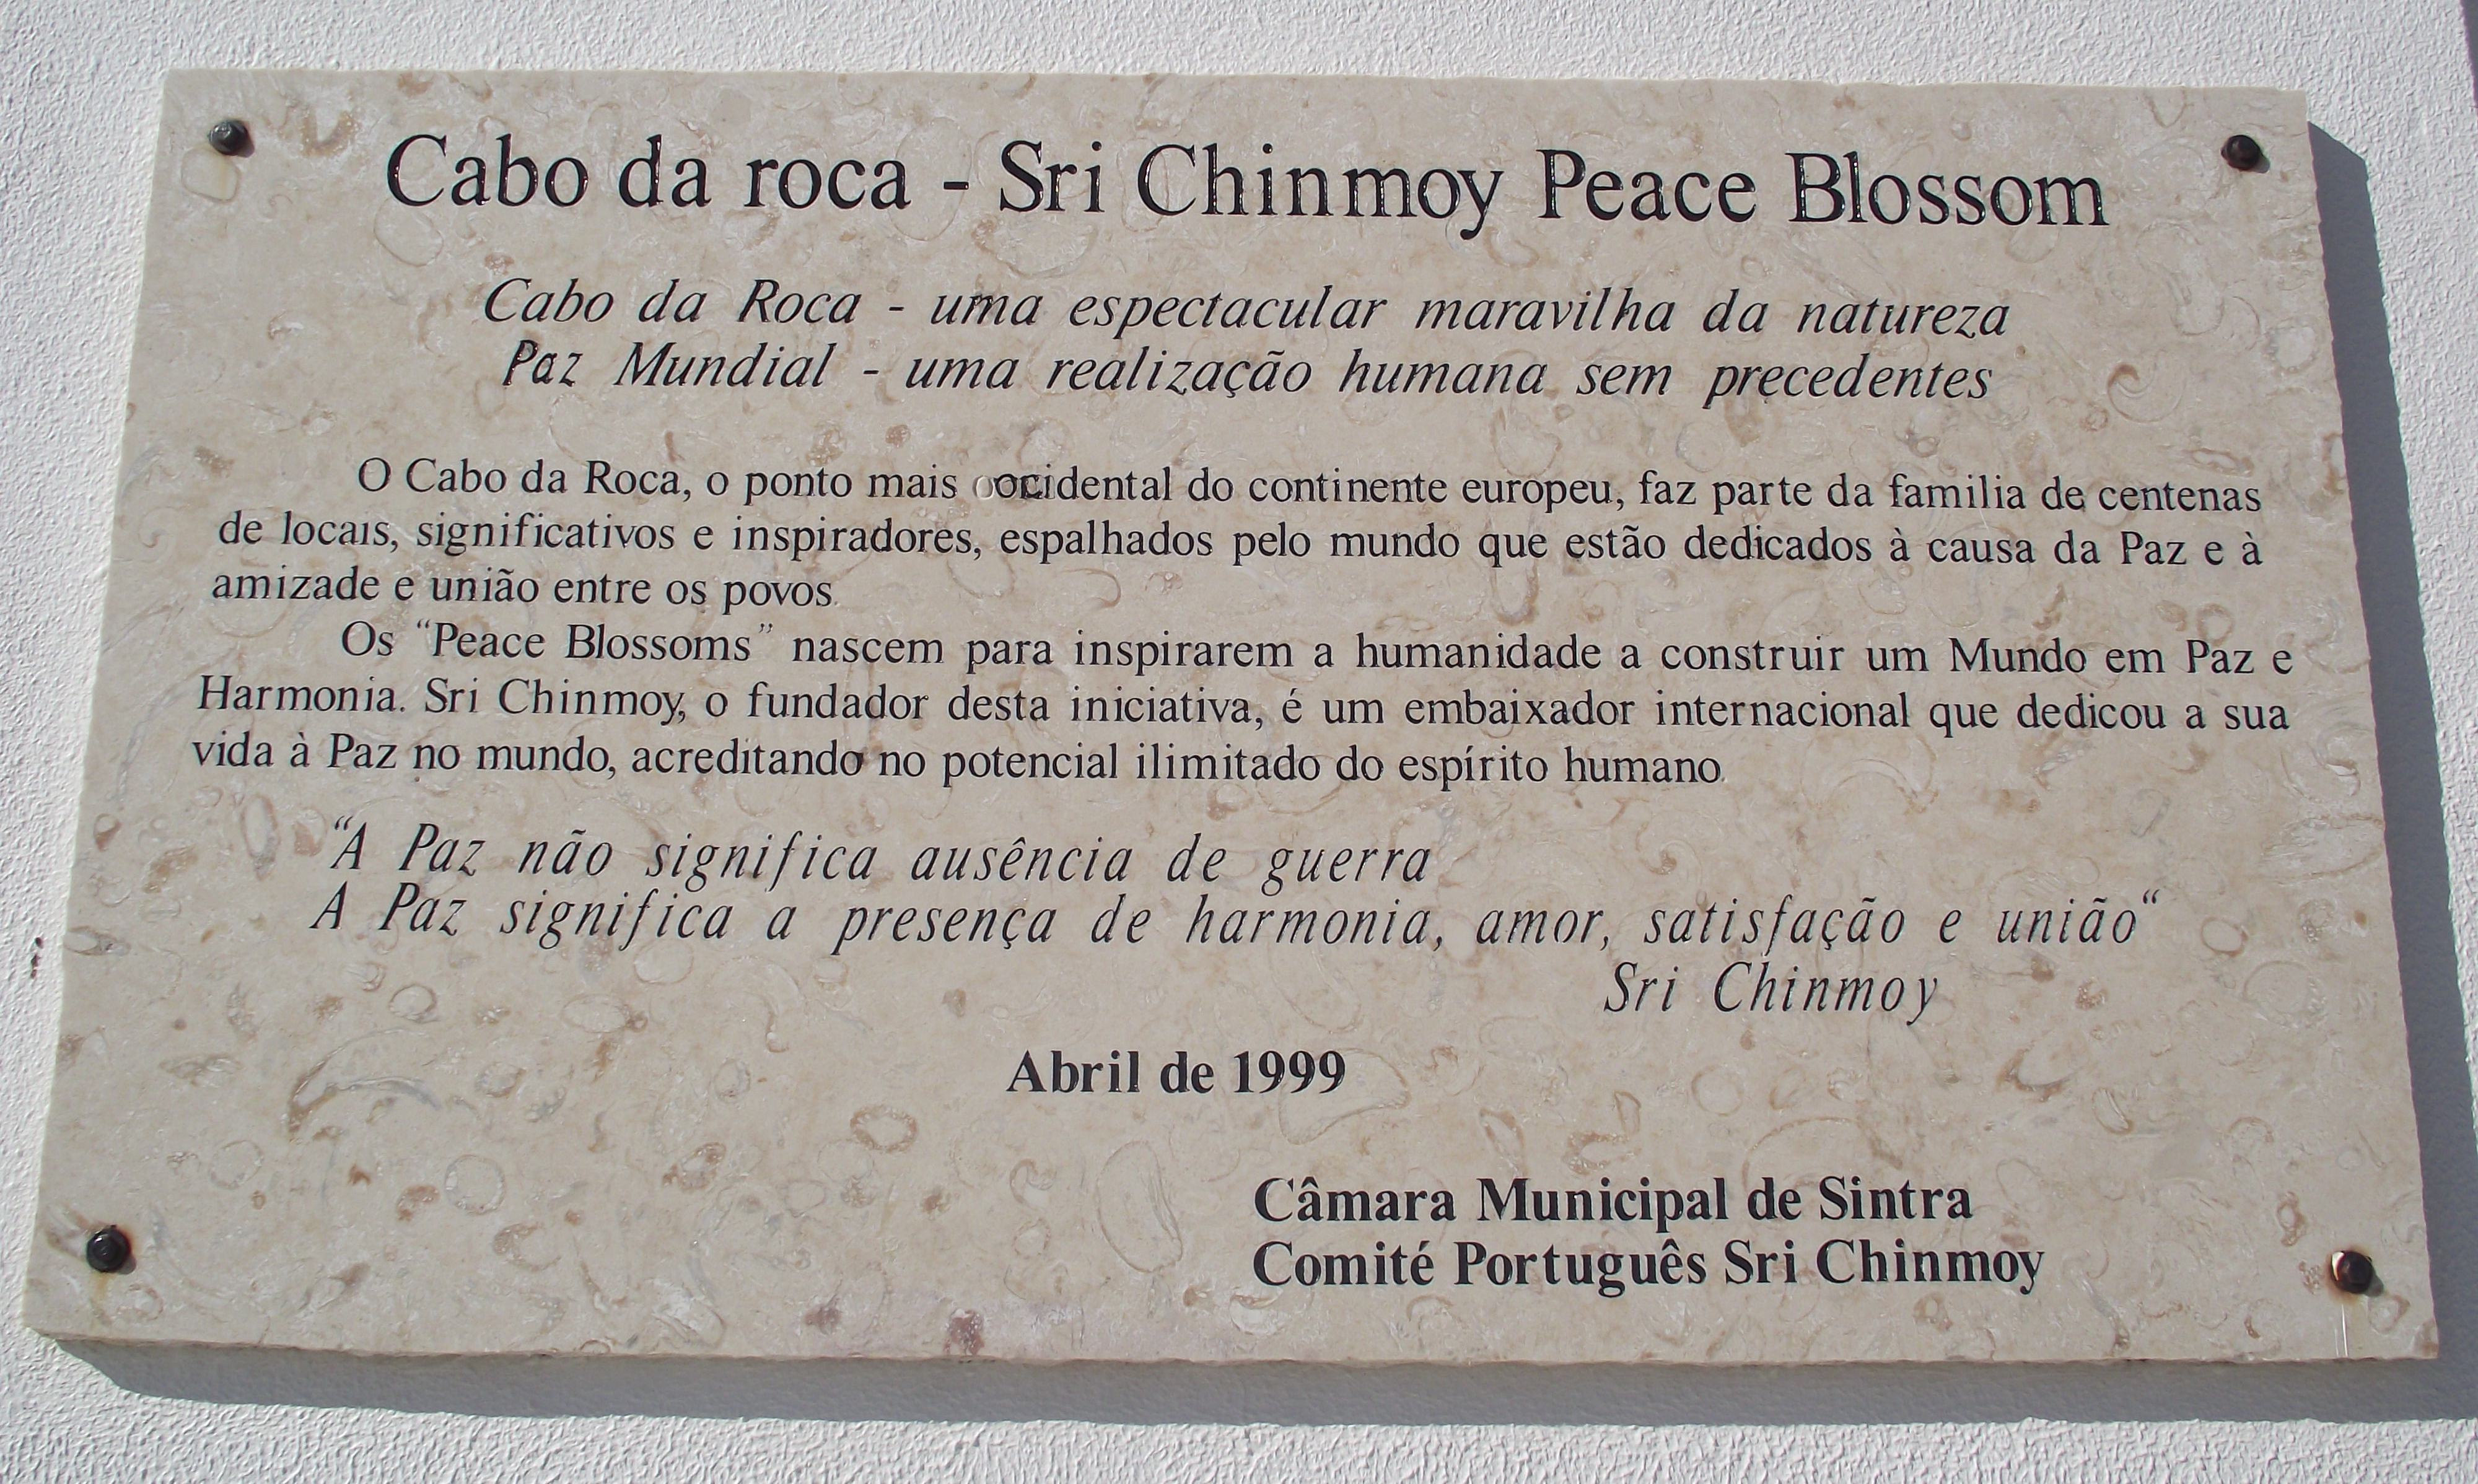 Cabo da roca - Sri Chinmoy Peace Blossom
Cabo da Roca - uma espectacular maravilha da natureza
Paz Mundial - uma realização humana sem precedentes
O Cabo da Roca, o ponto mais ocidental do continente europeu, faz parte da familia de centenas
de locais, significativos e inspiradores, espalhados pelo mundo que estão dedicados à causa da Paz e à
amizade e união entre os povos.
Os “Peace Blossoms” nascem para inspirarem a humanidade a construir um Mundo em Paz e
Harmonia. Sri Chinmoy, o fundador desta iniciativa, é um embaixador internacional que dedicou a sua
vida à Paz no mundo, acreditando no potencial ilimitado do espírito humano.
“A Paz não significa ausência de guerra
A Paz significa a presença de harmonia, amor, satisfação e união“
Sri Chinmoy
Abril de 1999
Câmara Municipal de Sintra
Comité Português Sri Chinmoy